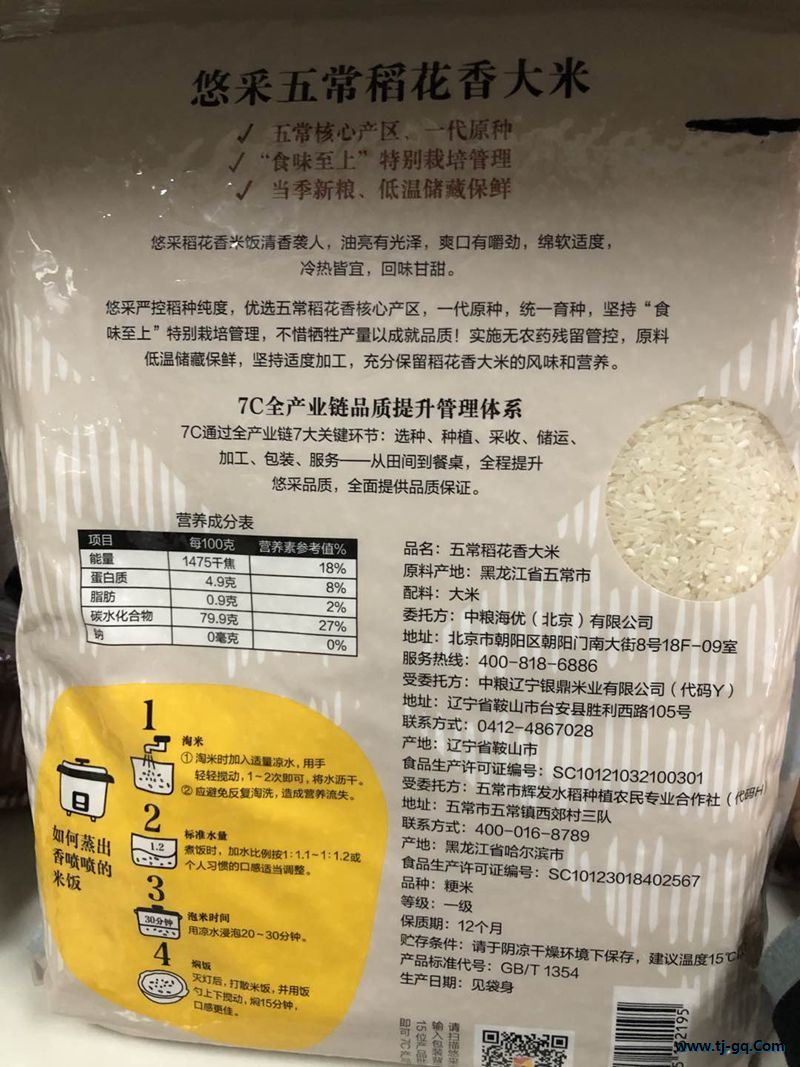 悠采五常稻花香大米
✓ 五常核心产区、一代原种
✓ “食味至上”特别栽培管理
✓ 当季新粮、低温储藏保鲜
悠采稻花香米饭清香袭人，油亮有光泽，爽口有嚼劲，绵软适度，
冷热皆宜，回味甘甜。
悠采严控稻种纯度，优选五常稻花香核心产区，一代原种，统一育种，坚持“食
味至上”特别栽培管理，不惜牺牲产量以成就品质！实施无农药残留管控，原料
低温储藏保鲜，坚持适度加工，充分保留稻花香大米的风味和营养。
7C全产业链品质提升管理体系
7C通过全产业链7大关键环节：选种、种植、采收、储运、
加工、包装、服务——从田间到餐桌，全程提升
悠采品质，全面提供品质保证。
营养成分表
项目 每100克 营养素参考值%
能量 1475千焦 18%
蛋白质 4.9克 8%
脂肪 0.9克 2%
碳水化合物 79.9克 27%
钠 0毫克 0%
品名：五常稻花香大米
原料产地：黑龙江省五常市
配料：大米
委托方：中粮海优（北京）有限公司
地址：北京市朝阳区朝阳门南大街8号18F-09室
服务热线：400-818-6886
受委托方：中粮辽宁银鼎米业有限公司（代码Y）
地址：辽宁省鞍山市台安县胜利西路105号
联系方式：0412-4867028
产地：辽宁省鞍山市
食品生产许可证编号：SC10121032100301
受委托方：五常市辉发水稻种植农民专业合作社（代码H）
地址：五常市五常镇西郊村三队
联系方式：400-016-8789
产地：黑龙江省哈尔滨市
食品生产许可证编号：SC10123018402567
品种：粳米
等级：一级
保质期：12个月
贮存条件：请于阴凉干燥环境下保存，建议温度15℃
产品标准代号：GB/T 1354
生产日期：见袋身
如何蒸出
香喷喷的
米饭
1
淘米
① 淘米时加入适量凉水，用手
轻轻搅动，1~2次即可，将水沥干。
② 应避免反复淘洗，造成营养流失。
2
1.2
标准水量
煮饭时，加水比例按1:1.1~1:1.2或
个人习惯的口感适当调整。
3
30分钟
泡米时间
用凉水浸泡20~30分钟。
4
焖饭
灭灯后，打散米饭，并用饭
勺上下搅动，焖15分钟，
口感更佳。
请扫描悠采
输入包装背
15位产品
即可
2195
www.tj-gq.Com